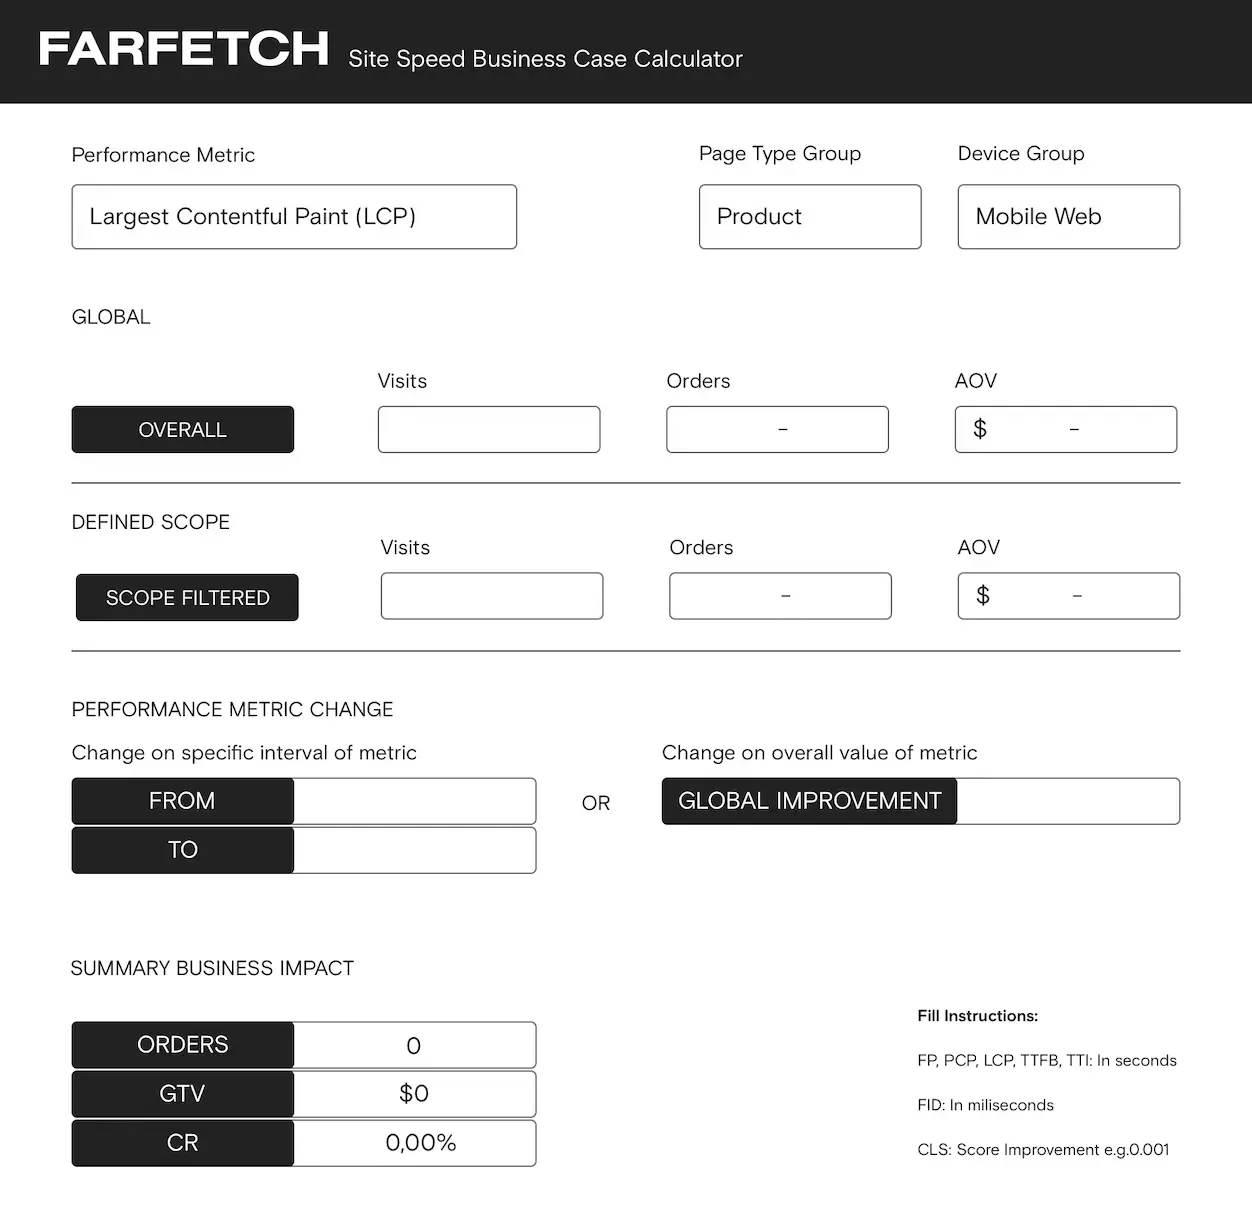 FARFETCH Site Speed Business Case Calculator
Performance Metric Page Type Group Device Group
Largest Contentful Paint (LCP) Product Mobile Web
GLOBAL
Visits Orders AOV
OVERALL – $ –
DEFINED SCOPE
Visits Orders AOV
SCOPE FILTERED – $ –
PERFORMANCE METRIC CHANGE
Change on specific interval of metric Change on overall value of metric
FROM OR GLOBAL IMPROVEMENT
TO
SUMMARY BUSINESS IMPACT
ORDERS 0
GTV $0
CR 0,00%
Fill Instructions:
FP, PCP, LCP, TTFB, TTI: In seconds
FID: In miliseconds
CLS: Score Improvement e.g.0.001